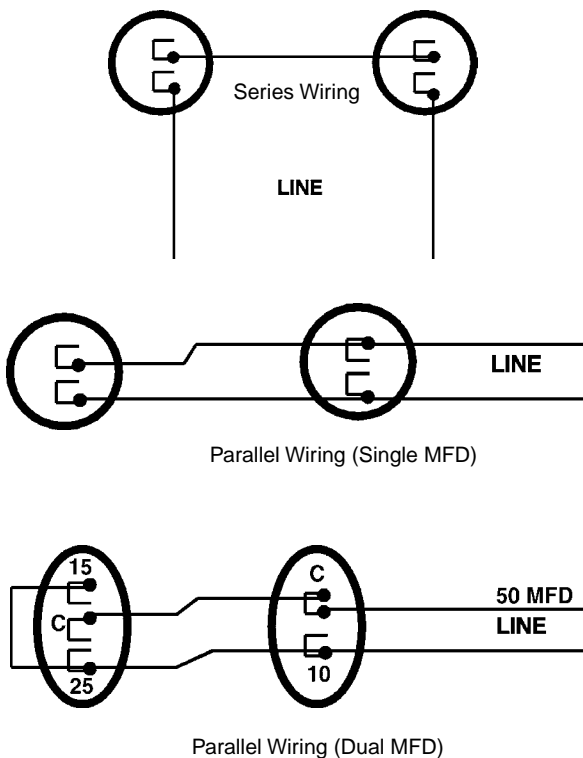 Series Wiring
LINE
LINE
Parallel Wiring (Single MFD)
15
C
C
25
10
50 MFD
LINE
Parallel Wiring (Dual MFD)